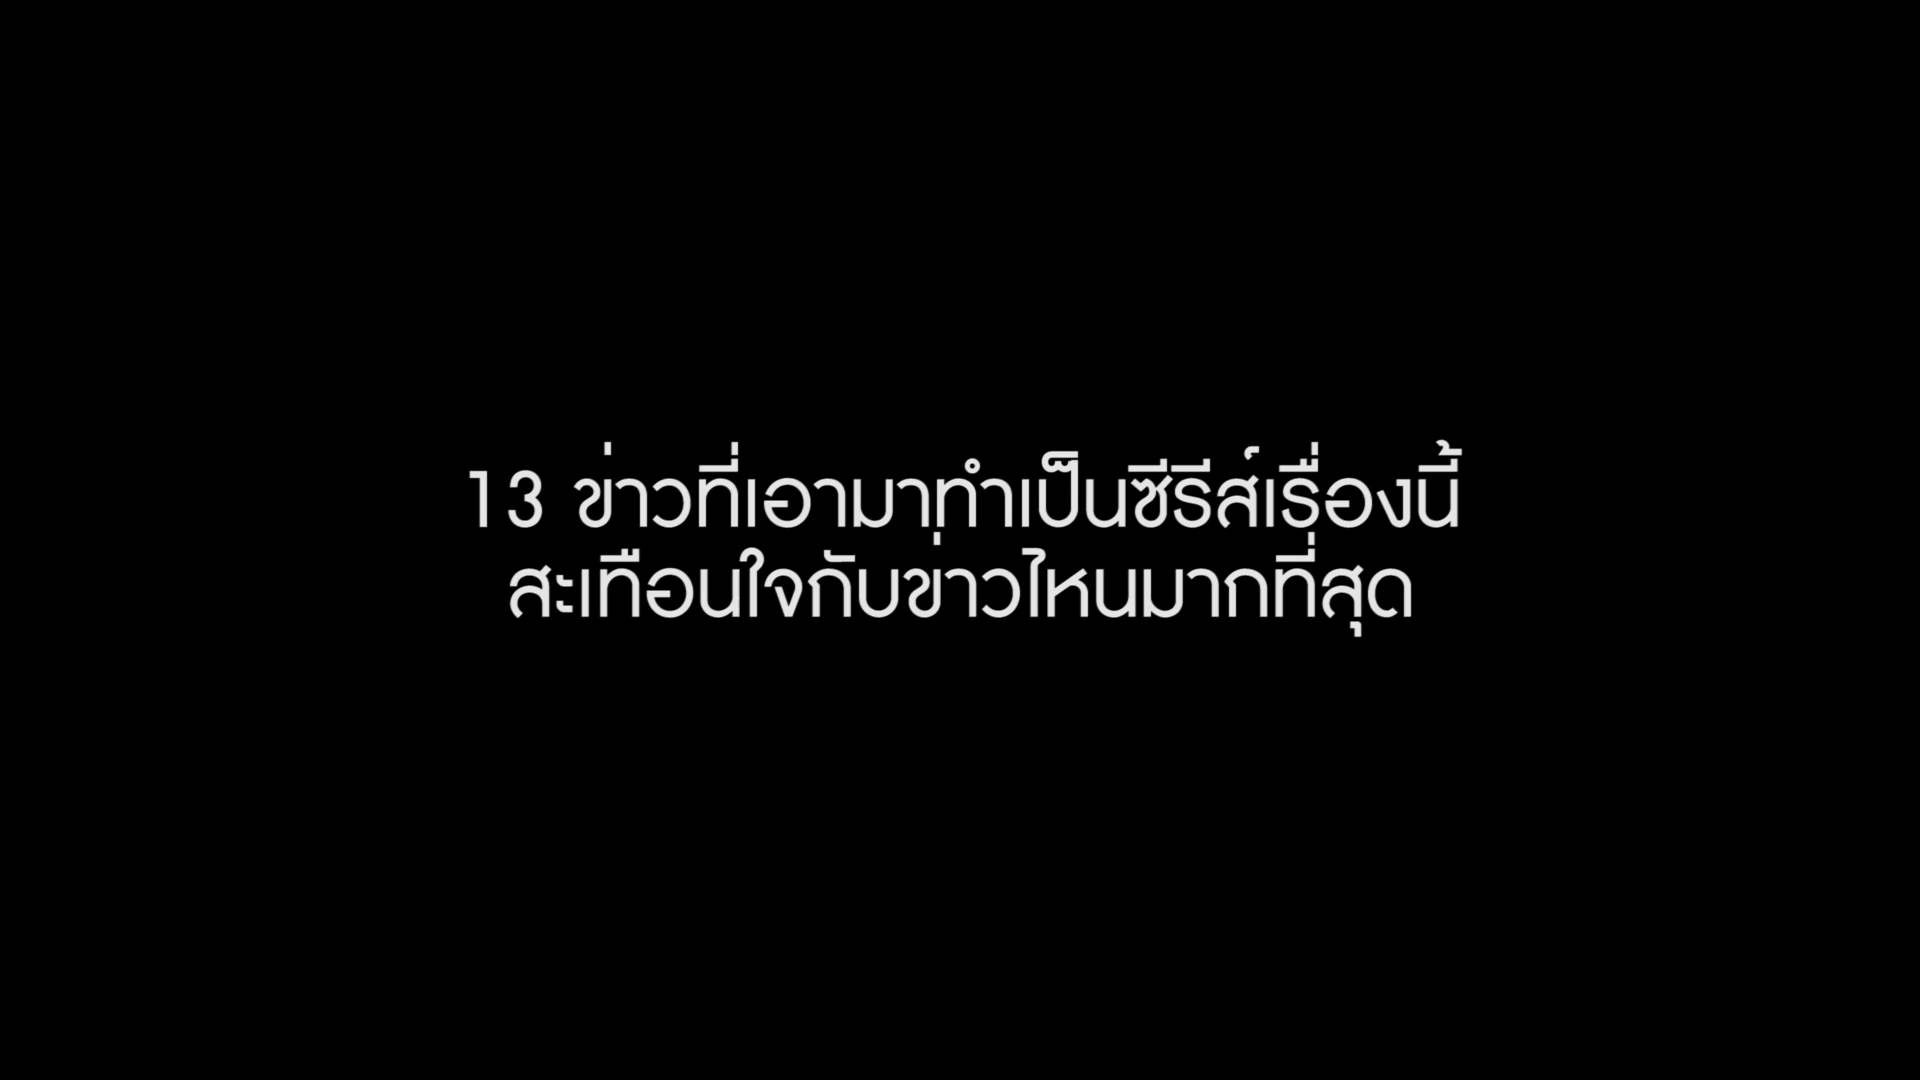 13 ข่าวที่เอามาทำเป็นซีรีส์เรื่องนี้
สะเทือนใจกับข่าวไหนมากที่สุด